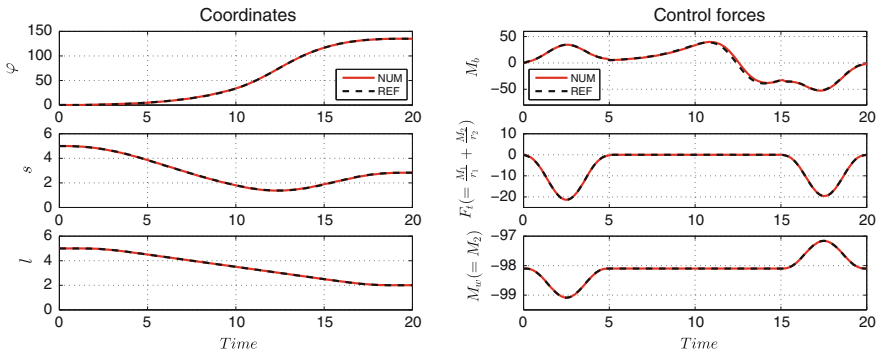 Coordinates
150
100
50
0
φ
NUM
REF
0 5 10 15 20
6
4
2
0
s
0 5 10 15 20
6
4
2
0
l
0 5 10 15 20
Time
Control forces
50
0
−50
M_b
NUM
REF
0 5 10 15 20
10
0
−10
−20
F_t(= M_1/r_1 + M_2/r_2)
0 5 10 15 20
−97
−98
−99
M_w(= M_2)
0 5 10 15 20
Time